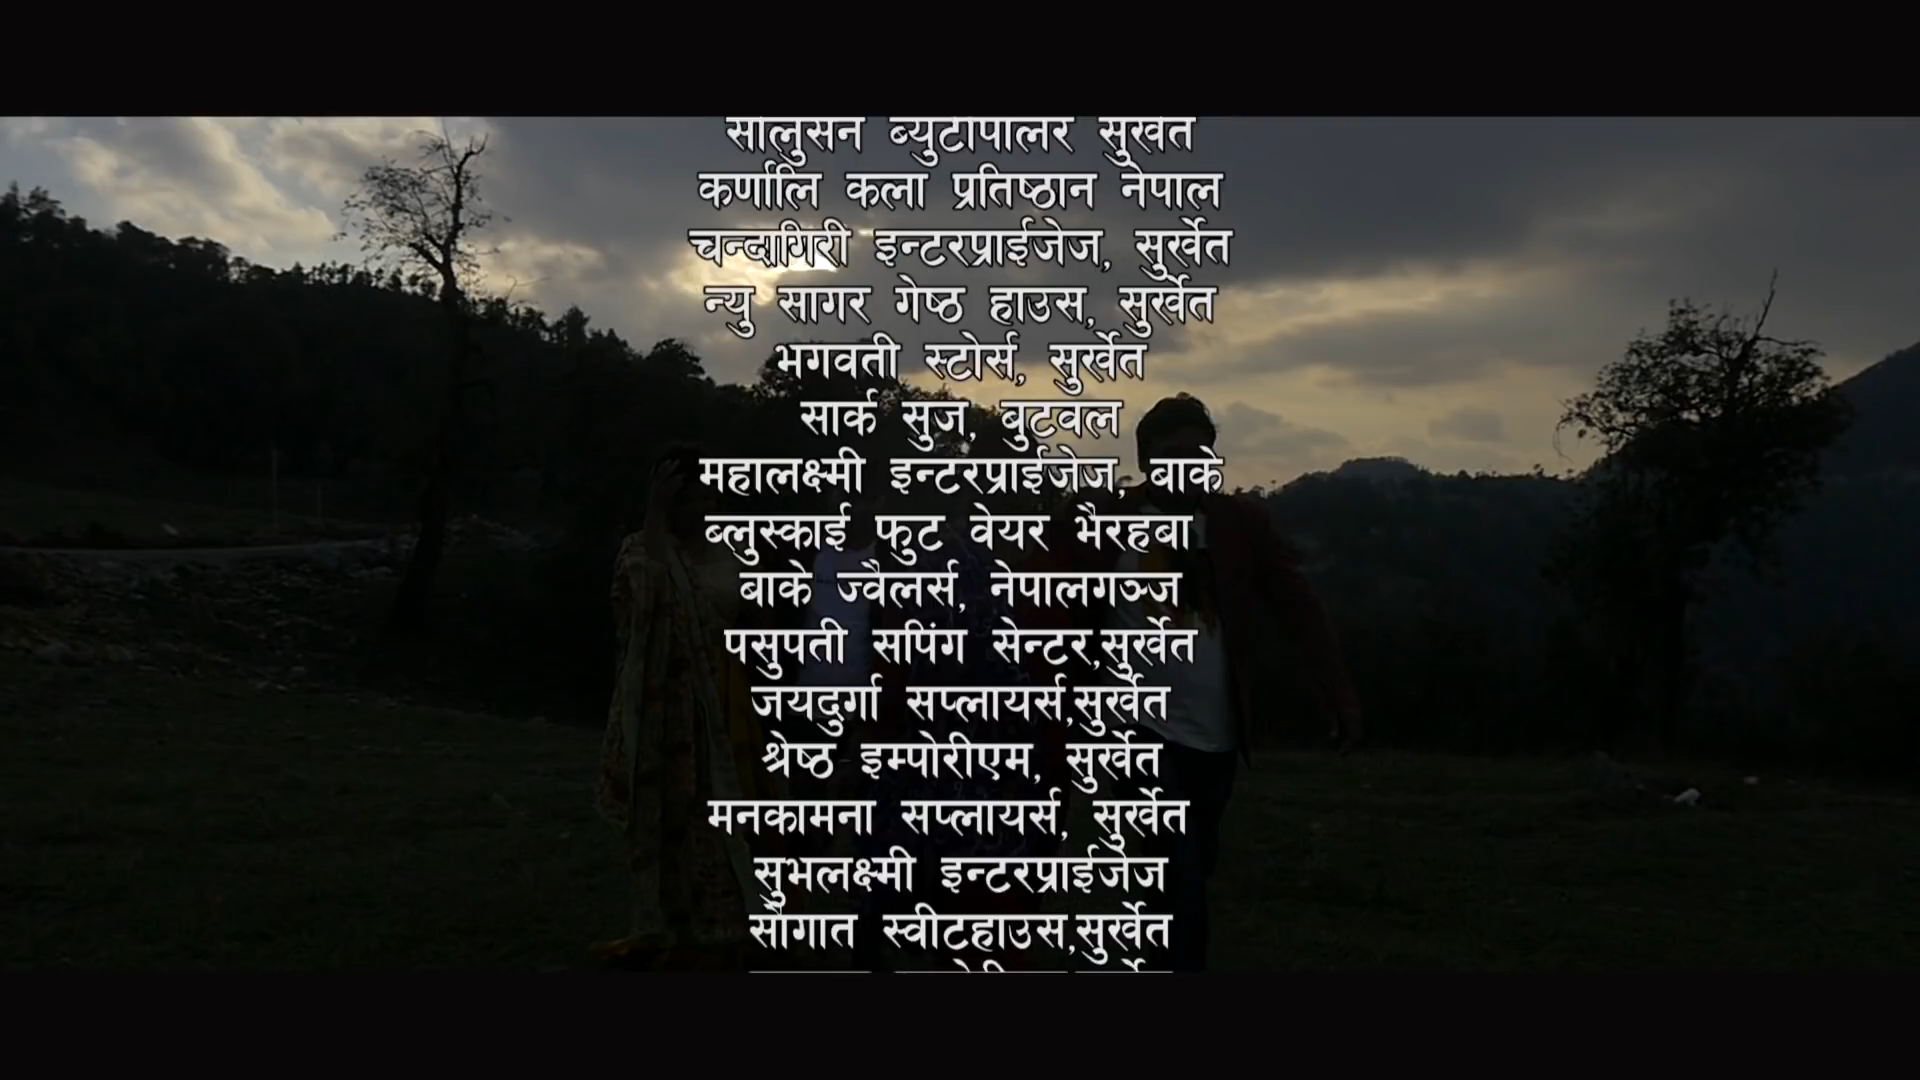 सोलुसन ब्युटीपार्लर सुर्खेत
कर्णालि कला प्रतिष्ठान नेपाल
चन्दागिरी इन्टरप्राईजेज, सुर्खेत
न्यु सागर गेष्ठ हाउस, सुर्खेत
भगवती स्टोर्स, सुर्खेत
सार्क सुज, बुटवल
महालक्ष्मी इन्टरप्राईजेज, बाके
ब्लुस्काई फुट वेयर भैरहबा
बाके ज्वैलर्स, नेपालगञ्ज
पसुपती सपिंग सेन्टर,सुर्खेत
जयदुर्गा सप्लायर्स,सुर्खेत
श्रेष्ठ इम्पोरीएम, सुर्खेत
मनकामना सप्लायर्स, सुर्खेत
सुभलक्ष्मी इन्टरप्राईजेज
सौगात स्वीटहाउस,सुर्खेत